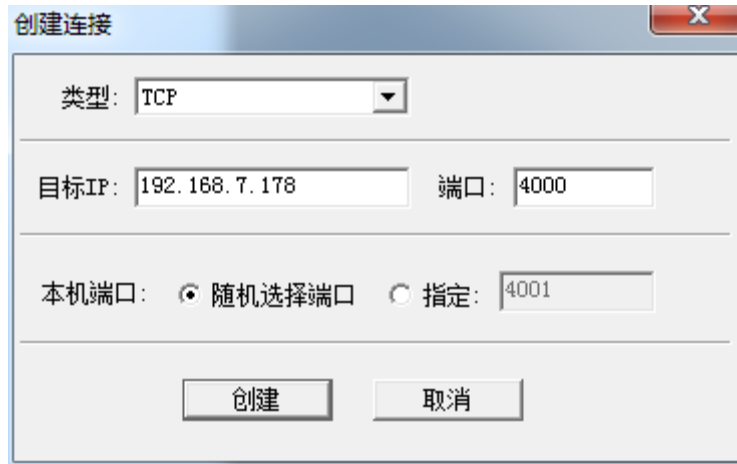 创建连接
类型: TCP
目标IP: 192.168.7.178 端口: 4000
本机端口: 随机选择端口 指定: 4001
创建 取消